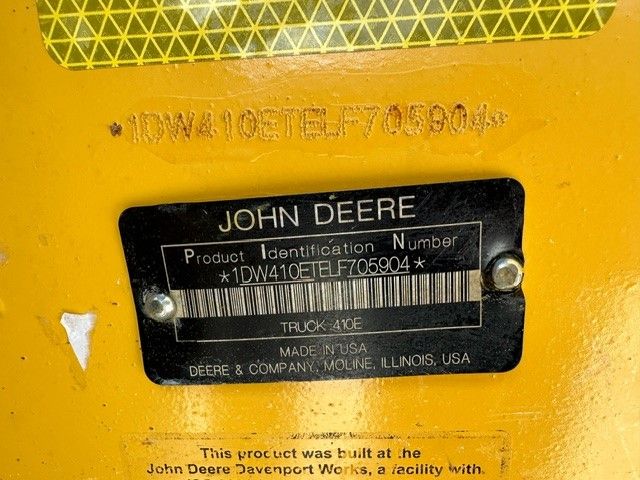 *1DW410ETELF705904*
JOHN DEERE
Product Identification Number
*1DW410ETELF705904*
TRUCK 410E
MADE IN USA
DEERE & COMPANY, MOLINE, ILLINOIS, USA
This product was built at the
John Deere Davenport Works, a facility with